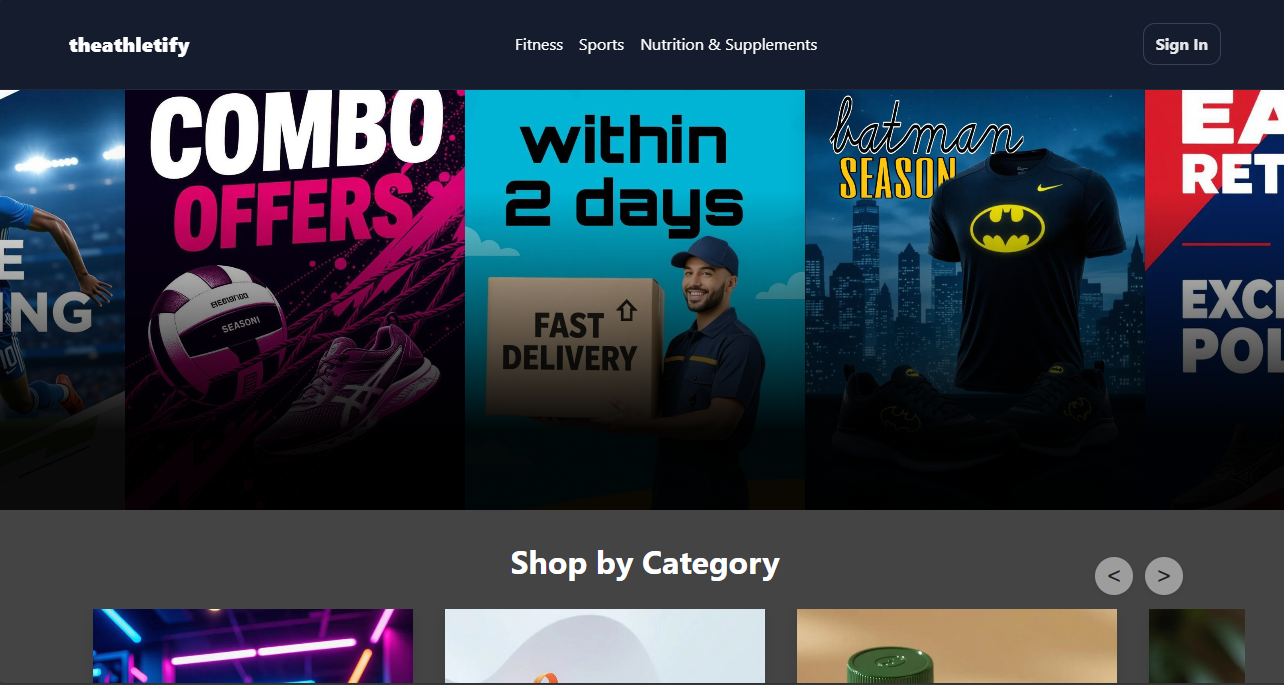 theathletify
Fitness Sports Nutrition & Supplements
Sign In
E
NG
COMBO
OFFERS
SEASON!
within
2 days
FAST
DELIVERY
batman
SEASON
EA
RET
EXC
POL
Shop by Category
< >